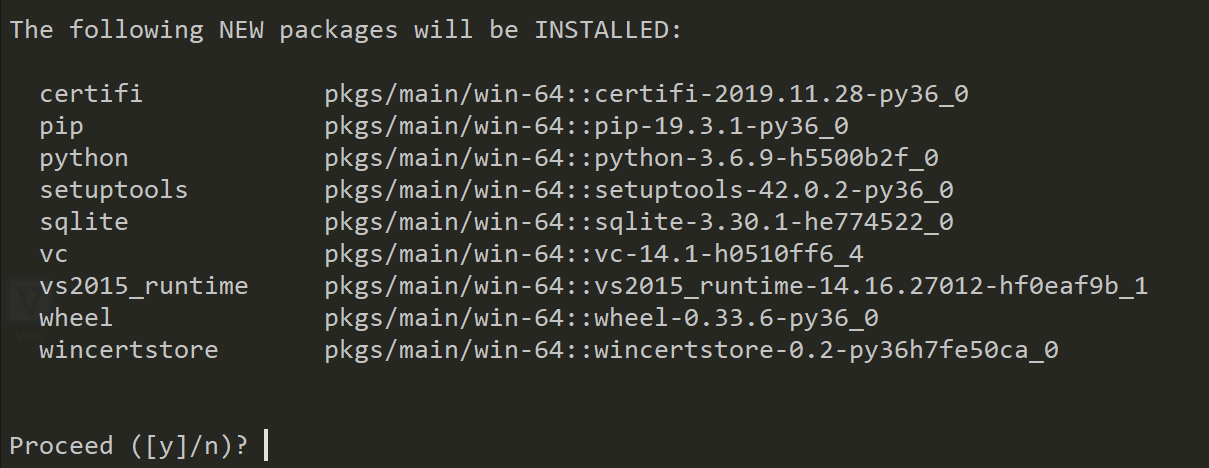 The following NEW packages will be INSTALLED:
certifi pkgs/main/win-64::certifi-2019.11.28-py36_0
pip pkgs/main/win-64::pip-19.3.1-py36_0
python pkgs/main/win-64::python-3.6.9-h5500b2f_0
setuptools pkgs/main/win-64::setuptools-42.0.2-py36_0
sqlite pkgs/main/win-64::sqlite-3.30.1-he774522_0
vc pkgs/main/win-64::vc-14.1-h0510ff6_4
vs2015_runtime pkgs/main/win-64::vs2015_runtime-14.16.27012-hf0eaf9b_1
wheel pkgs/main/win-64::wheel-0.33.6-py36_0
wincertstore pkgs/main/win-64::wincertstore-0.2-py36h7fe50ca_0
Proceed ([y]/n)?